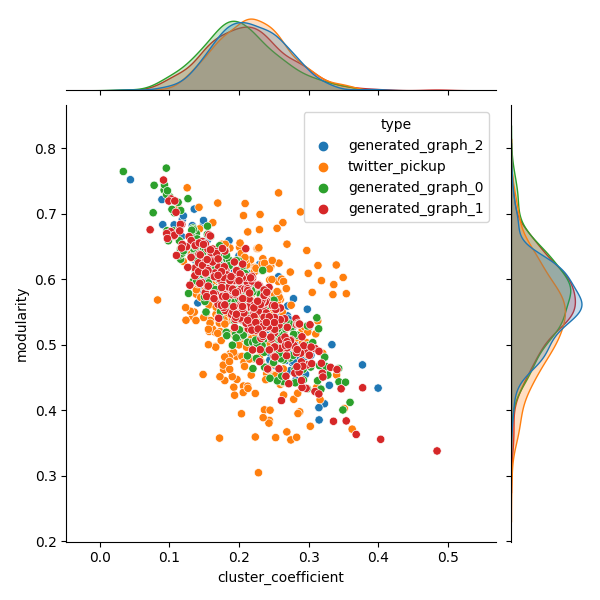 type
generated_graph_2
twitter_pickup
generated_graph_0
generated_graph_1
0.8
0.7
0.6
0.5
0.4
0.3
0.2
modularity
0.0 0.1 0.2 0.3 0.4 0.5
cluster_coefficient